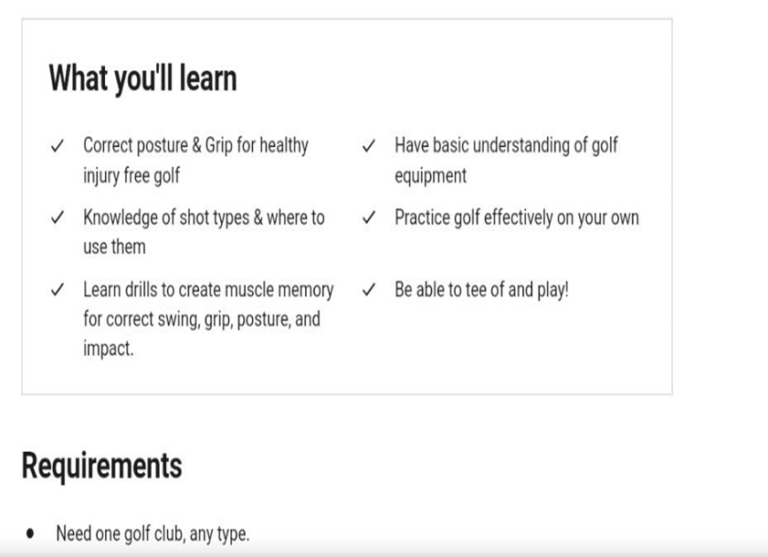 What you'll learn
Correct posture & Grip for healthy
injury free golf
Knowledge of shot types & where to
use them
Learn drills to create muscle memory
for correct swing, grip, posture, and
impact.
Have basic understanding of golf
equipment
Practice golf effectively on your own
Be able to tee of and play!
Requirements
Need one golf club, any type.